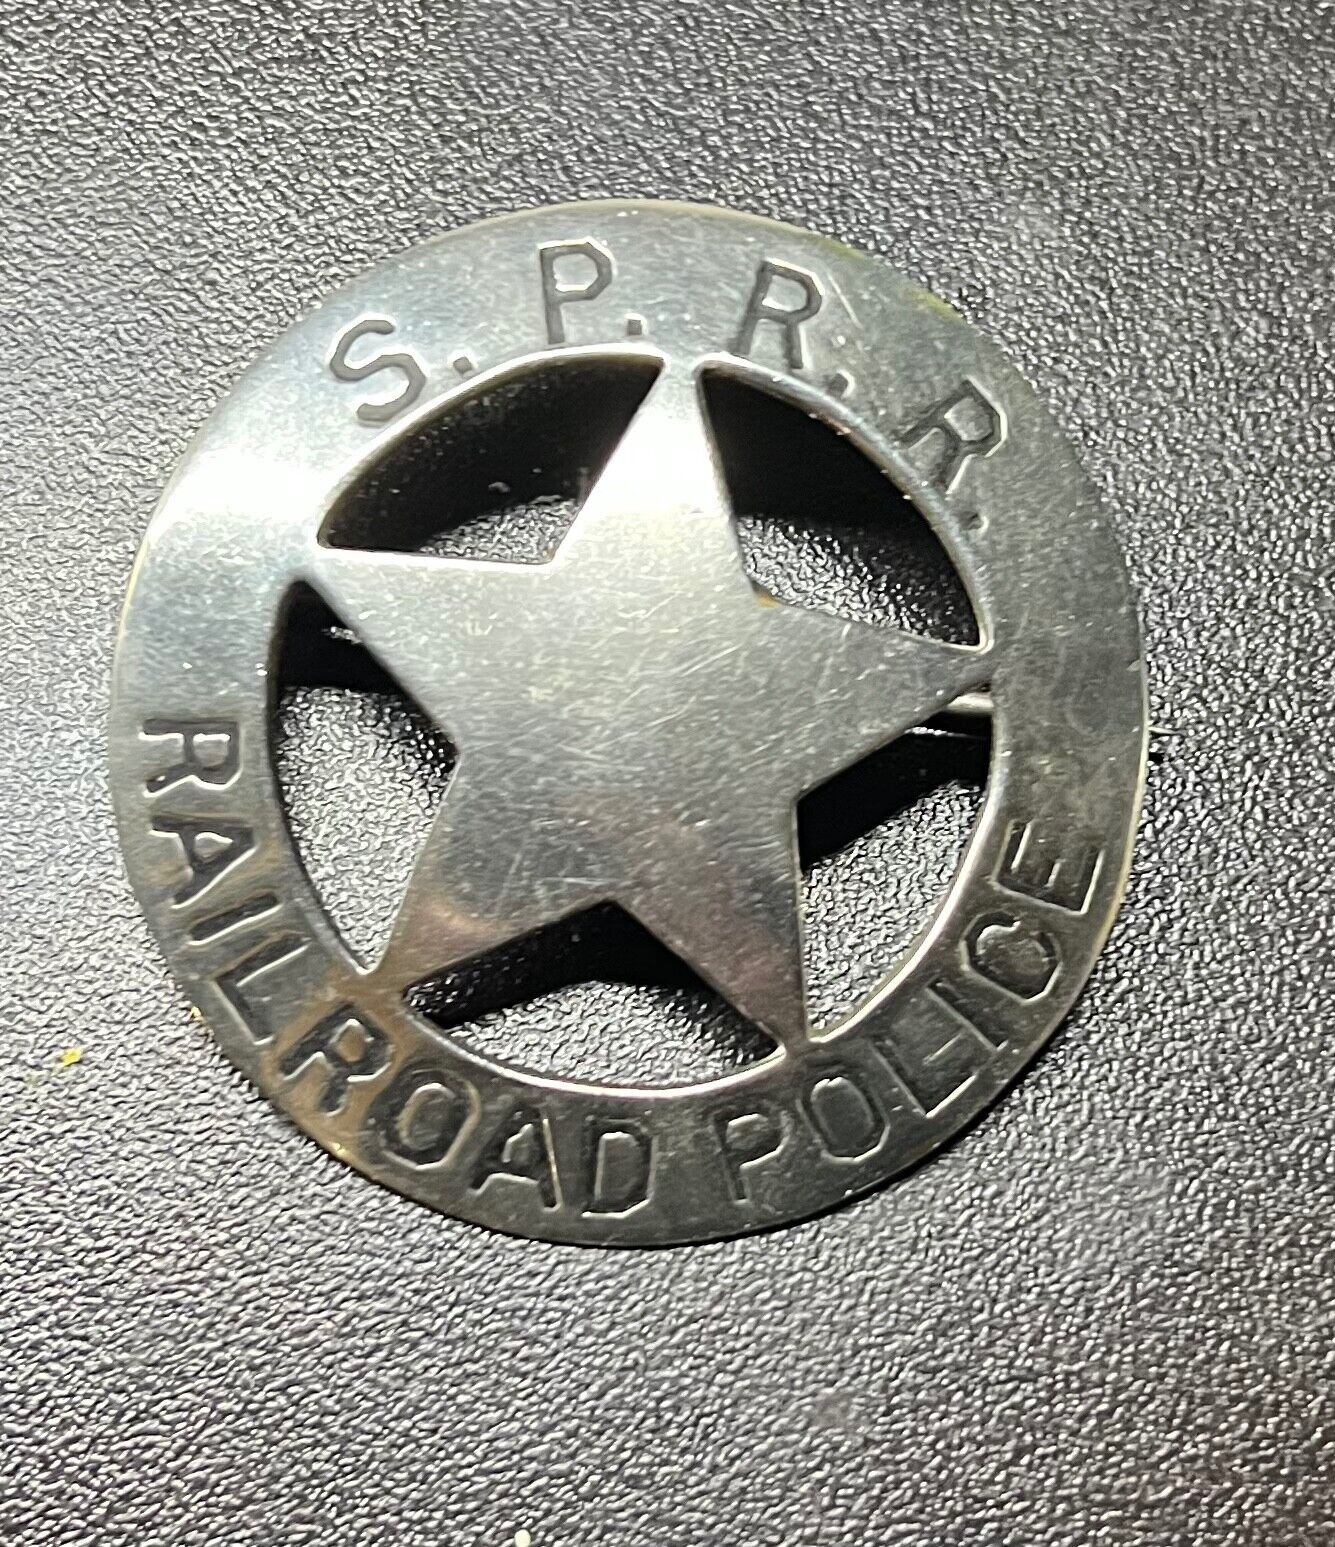 S. P. R. R.
RAILROAD POLICE